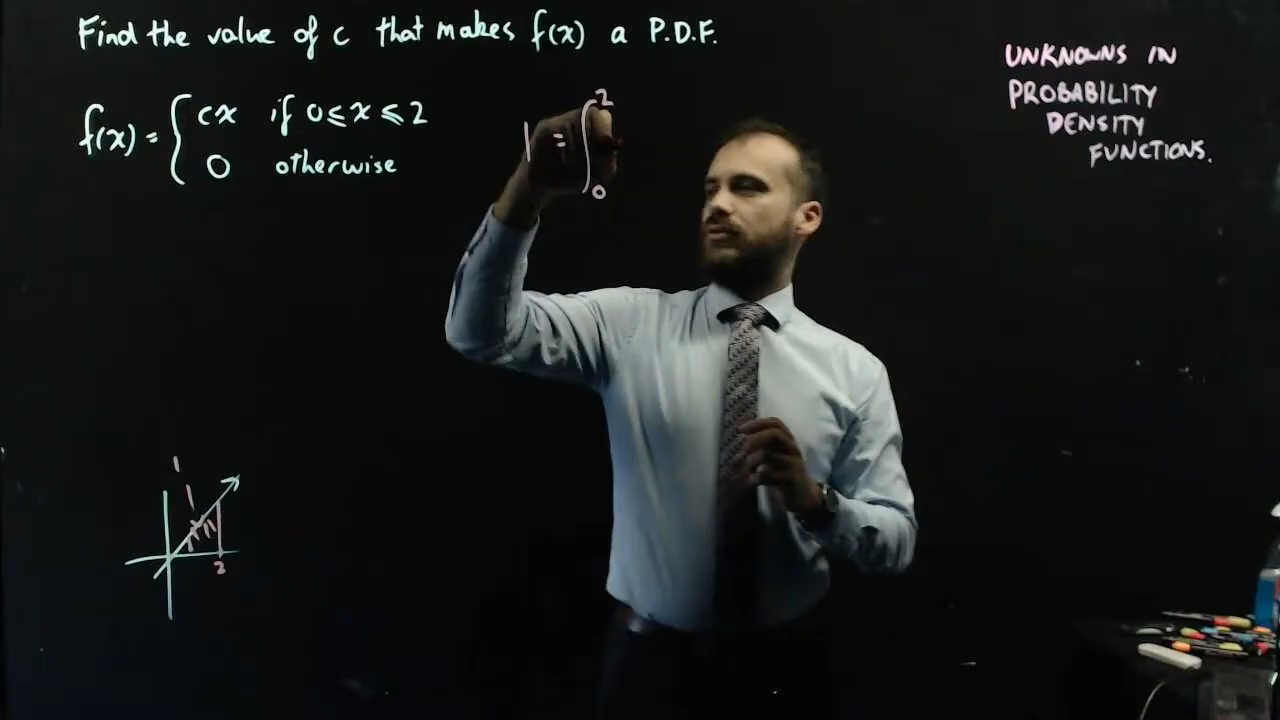 Find the value of c that makes f(x) a P.D.F.
UNKNOWNS IN
PROBABILITY
DENSITY
FUNCTIONS.
f(x) = { cx if 0 ≤ x ≤ 2
0 otherwise
1 = ∫ 2 0
1
2